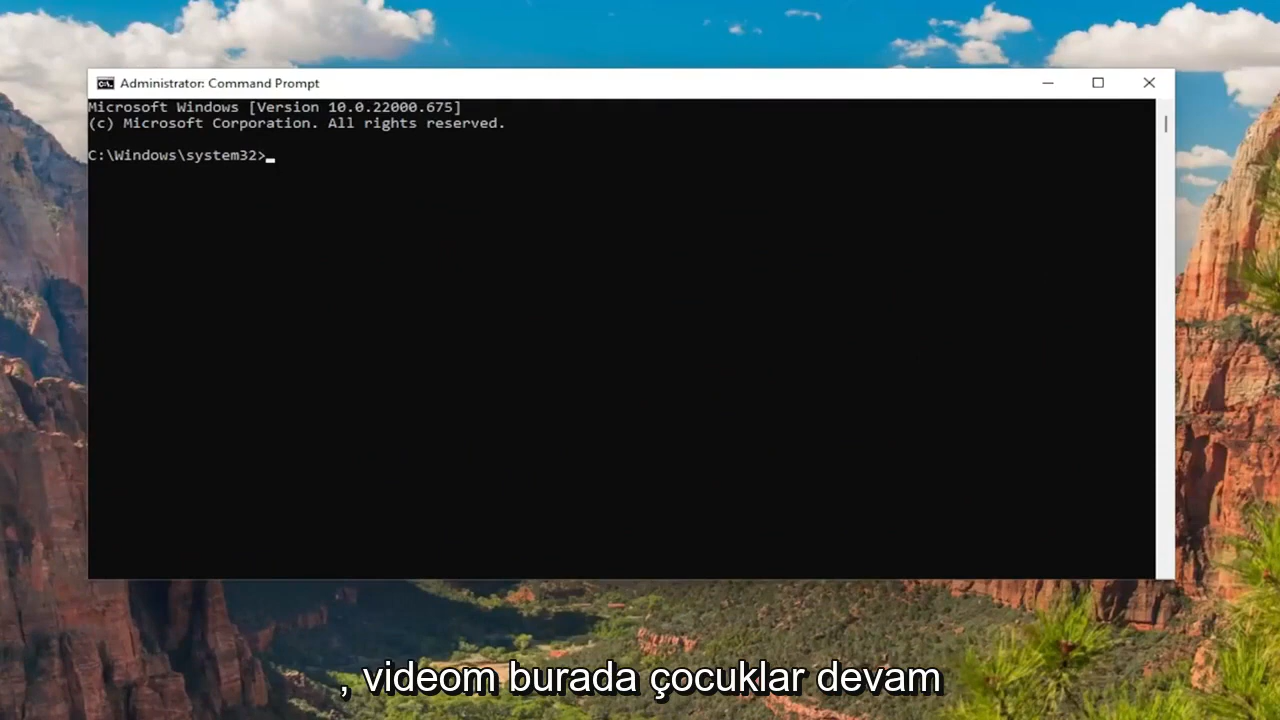 Administrator: Command Prompt
Microsoft Windows [Version 10.0.22000.675]
(c) Microsoft Corporation. All rights reserved.
C:\Windows\system32>
, videom burada çocuklar devam